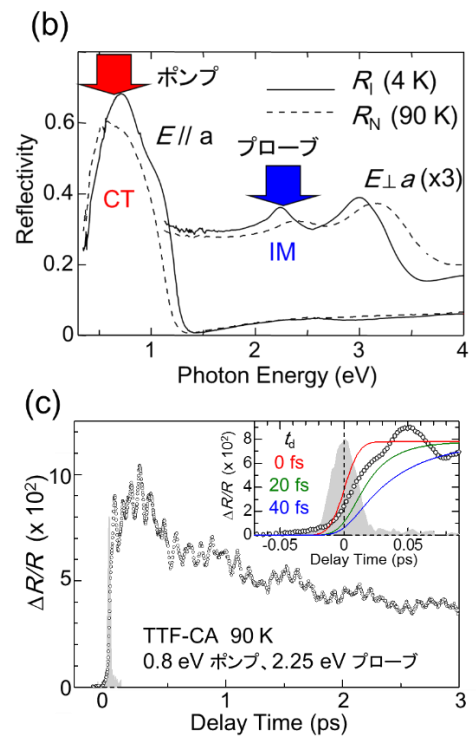 (b)
ポンプ
R_I (4 K)
R_N (90 K)
E // a
プローブ
E⊥a (x3)
CT
IM
Reflectivity
0.6
0.4
0.2
0
1
2
3
4
Photon Energy (eV)
(c)
t_d
0 fs
20 fs
40 fs
ΔR/R (x 10²)
8
6
4
2
0
-0.05
0
0.05
Delay Time (ps)
ΔR/R (x 10²)
10
5
0
TTF-CA 90 K
0.8 eV ポンプ、2.25 eV プローブ
0
1
2
3
Delay Time (ps)